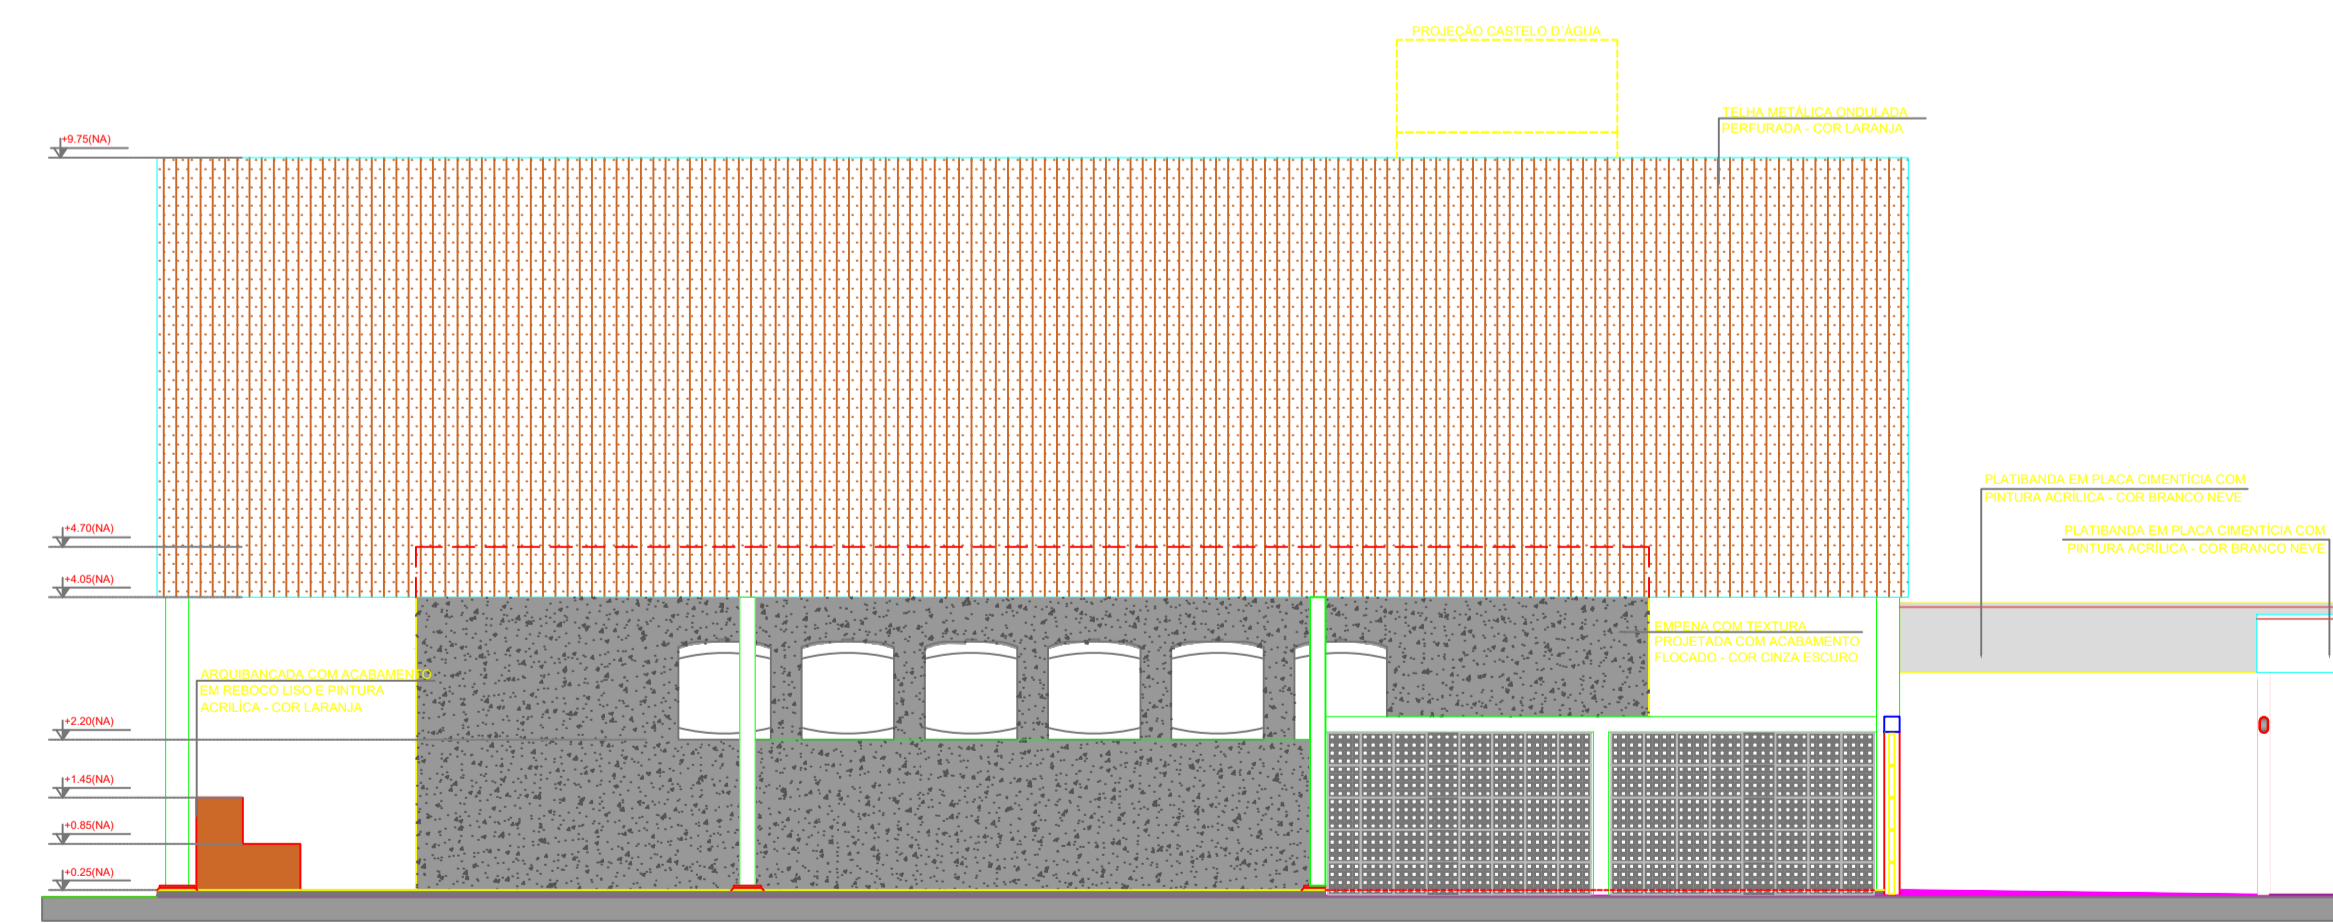 PROJEÇÃO CASTELO D'ÁGUA
TELHA METÁLICA ONDULADA
PERFURADA - COR LARANJA
+9.75(NA)
PLATIBANDA EM PLACA CIMENTÍCIA COM
PINTURA ACRÍLICA - COR BRANCO NEVE
PLATIBANDA EM PLACA CIMENTÍCIA COM
PINTURA ACRÍLICA - COR BRANCO NEVE
+4.70(NA)
+4.05(NA)
EMPENA COM TEXTURA
PROJETADA COM ACABAMENTO
FLOCADO - COR CINZA ESCURO
ARQUIBANCADA COM ACABAMENTO
EM REBOCO LISO E PINTURA
ACRILÍCA - COR LARANJA
+2.20(NA)
+1.45(NA)
+0.85(NA)
+0.25(NA)